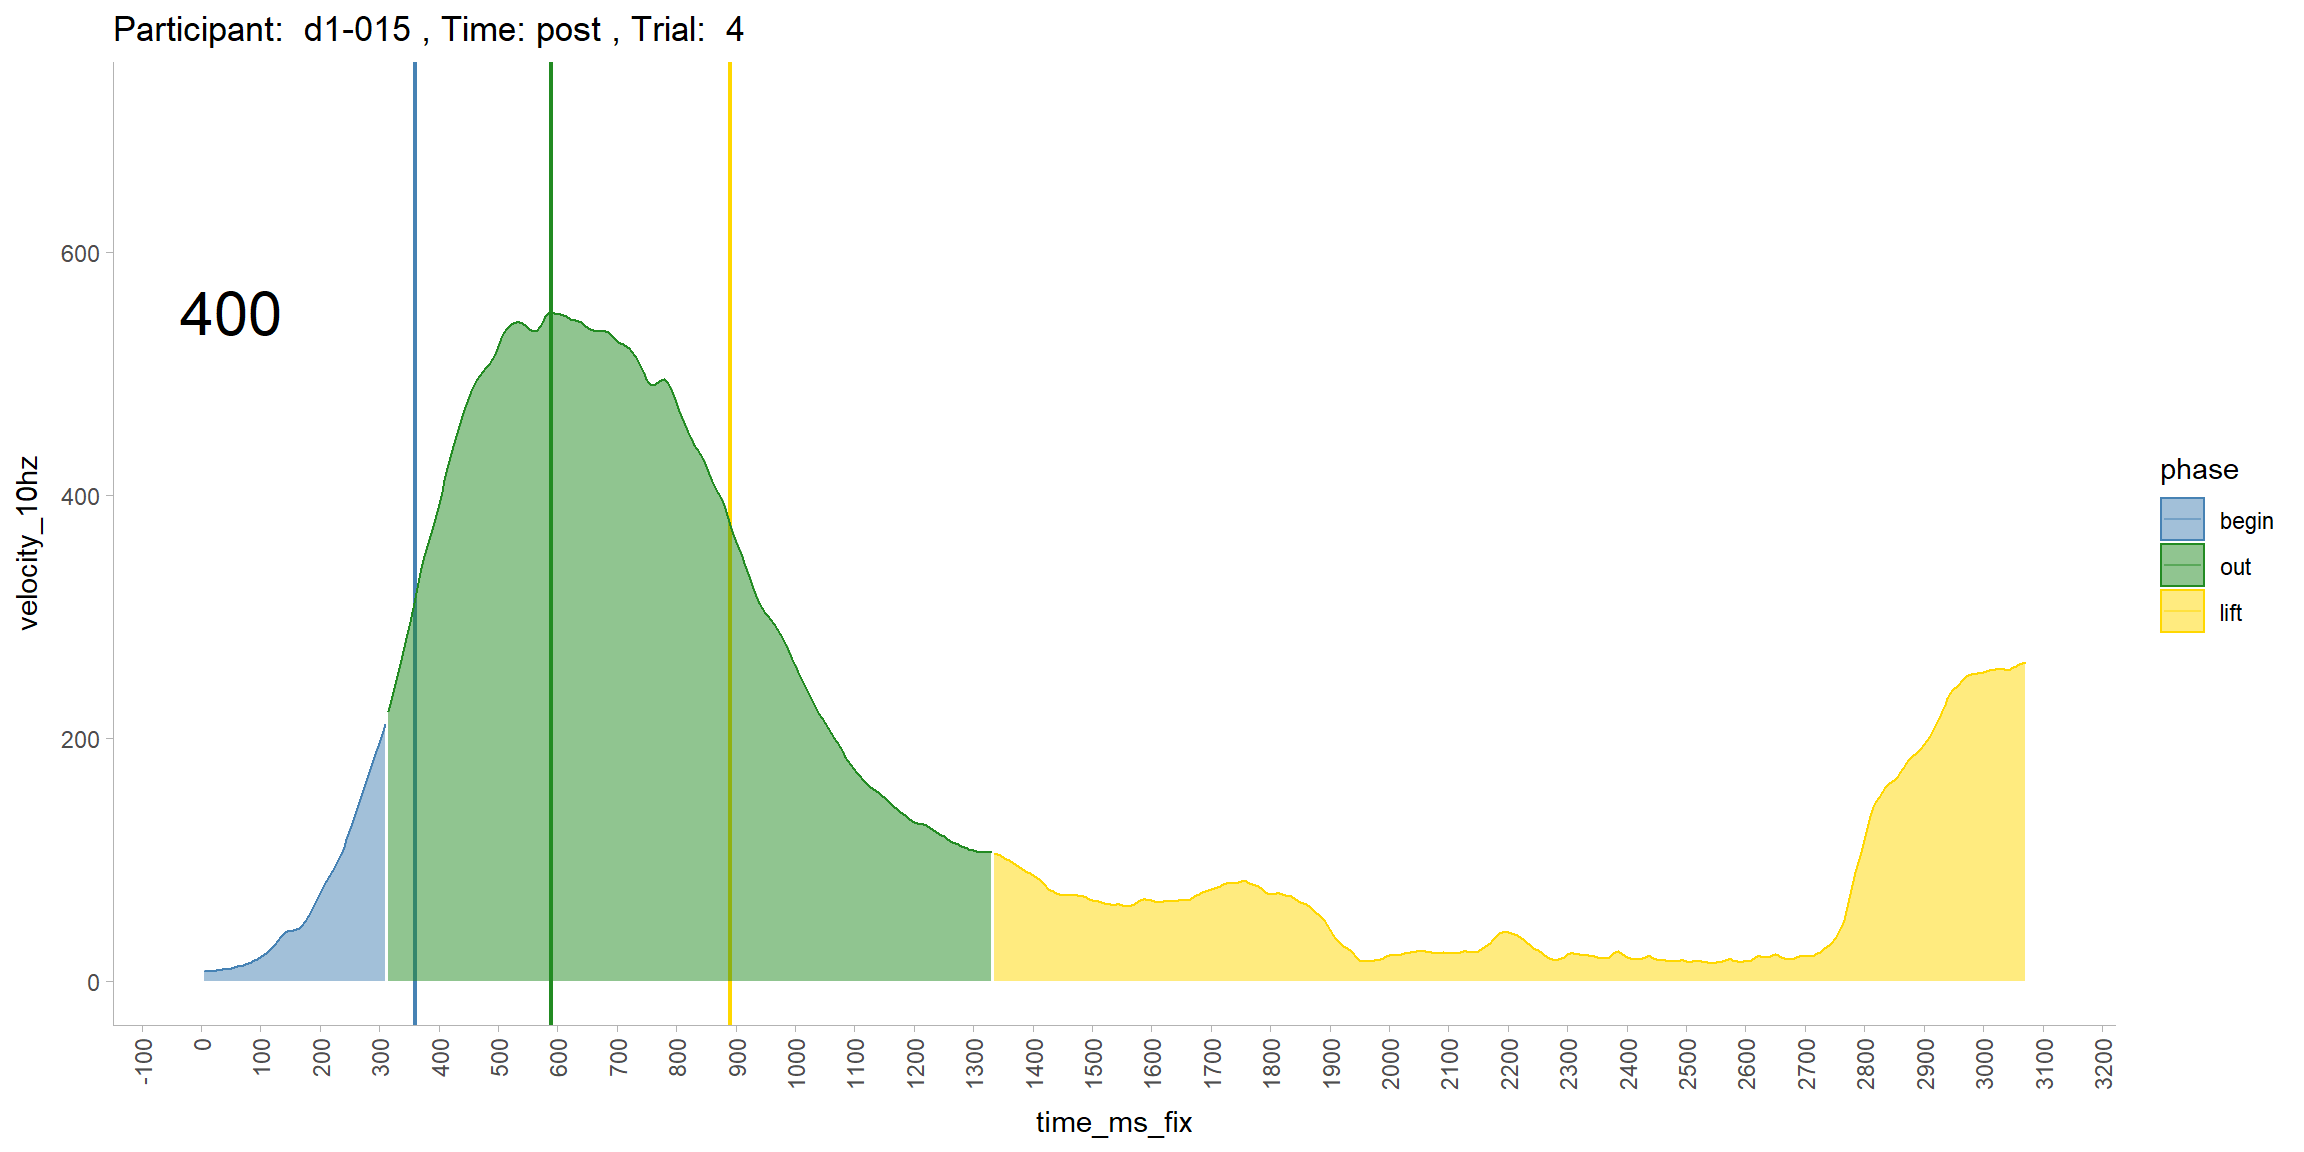 Participant:  d1-015 , Time: post , Trial:  4
velocity_10hz
600
400
200
0
400
-100 0 100 200 300 400 500 600 700 800 900 1000 1100 1200 1300 1400 1500 1600 1700 1800 1900 2000 2100 2200 2300 2400 2500 2600 2700 2800 2900 3000 3100 3200
time_ms_fix
phase
begin
out
lift